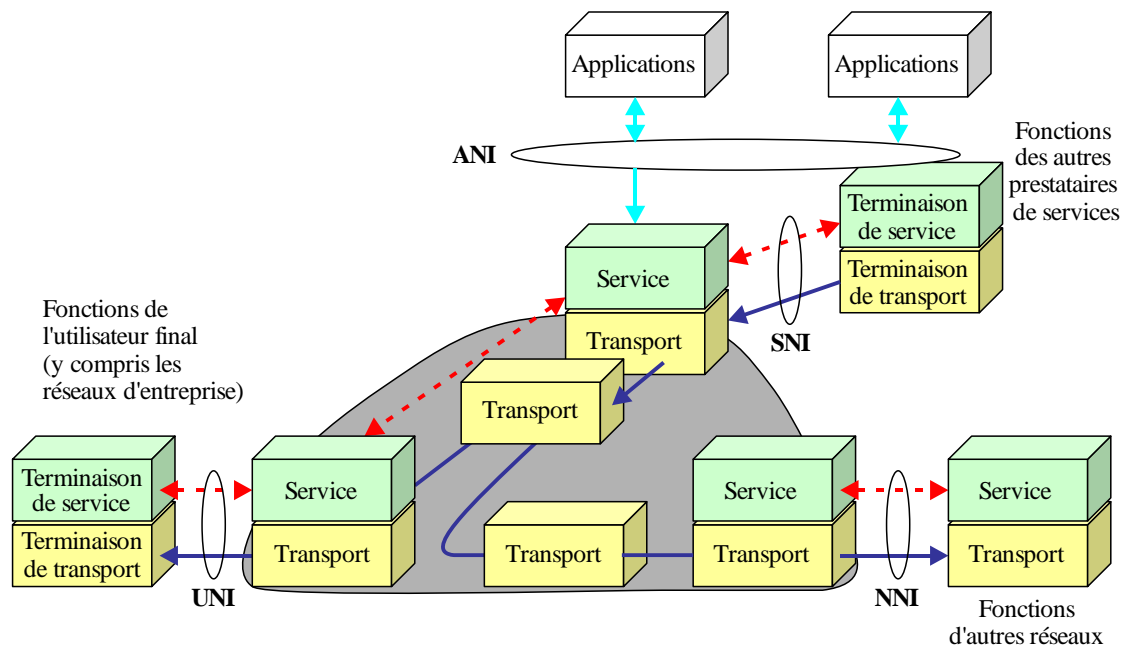 Applications
Applications
Fonctions
des autres
prestataires
de services
ANI
Terminaison
de service
Terminaison
de transport
Service
Transport
SNI
Fonctions de
l'utilisateur final
(y compris les
réseaux d'entreprise)
Transport
Terminaison
de service
Terminaison
de transport
UNI
Service
Transport
Transport
Service
Transport
NNI
Service
Transport
Fonctions
d'autres réseaux